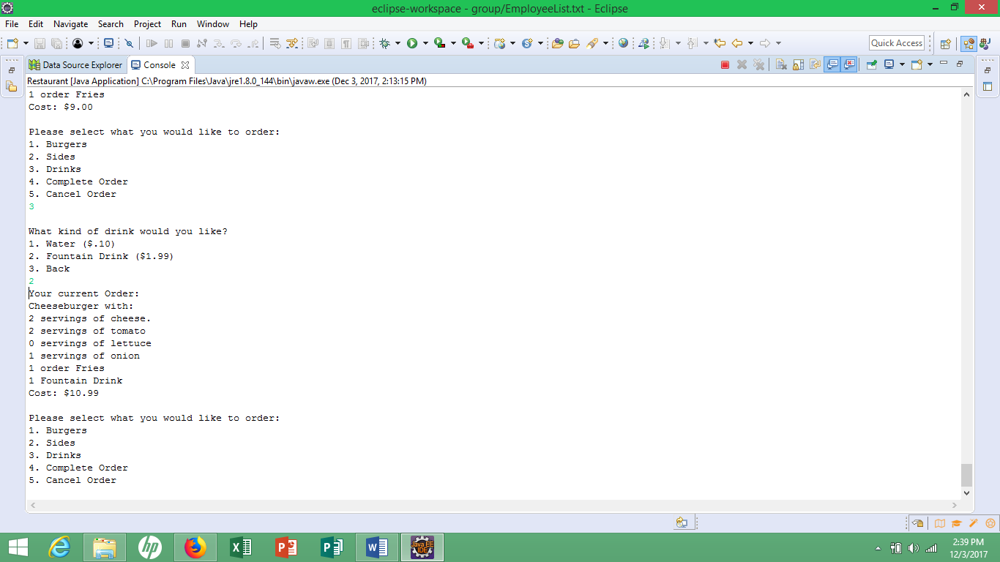 eclipse-workspace - group/EmployeeList.txt - Eclipse
File Edit Navigate Search Project Run Window Help
Quick Access
Data Source Explorer Console
Restaurant [Java Application] C:\Program Files\Java\jre1.8.0_144\bin\javaw.exe (Dec 3, 2017, 2:13:15 PM)
1 order Fries
Cost: $9.00
Please select what you would like to order:
1. Burgers
2. Sides
3. Drinks
4. Complete Order
5. Cancel Order
3
What kind of drink would you like?
1. Water ($.10)
2. Fountain Drink ($1.99)
3. Back
2
Your current Order:
Cheeseburger with:
2 servings of cheese.
2 servings of tomato
0 servings of lettuce
1 servings of onion
1 order Fries
1 Fountain Drink
Cost: $10.99
Please select what you would like to order:
1. Burgers
2. Sides
3. Drinks
4. Complete Order
5. Cancel Order
hp
Java EE
IDE
2:39 PM
12/3/2017